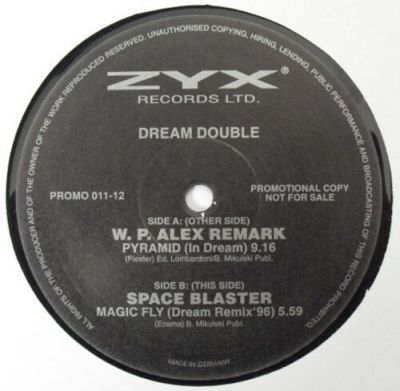 ALL RIGHTS OF THE PRODUCER AND OF THE OWNER OF THE WORK REPRODUCED RESERVED. UNAUTHORISED COPYING, HIRING, LENDING, PUBLIC PERFORMANCE AND BROADCASTING OF THIS RECORD PROHIBITED.
ZYX®
RECORDS LTD.
DREAM DOUBLE
PROMO 011-12
PROMOTIONAL COPY
NOT FOR SALE
SIDE A: (OTHER SIDE)
W. P. ALEX REMARK
PYRAMID (In Dream) 9.16
(Flexter) Ed. Lombardoni/B. Mikulski Publ.
SIDE B: (THIS SIDE)
SPACE BLASTER
MAGIC FLY (Dream Remix'96) 5.59
(Ecama) B. Mikulski Publ.
MADE IN GERMANY